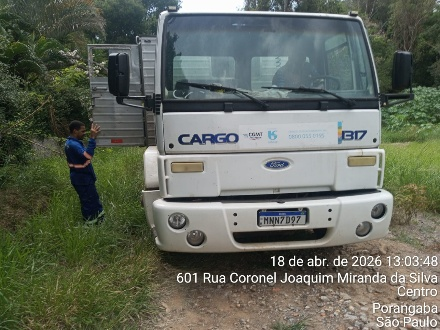 CARGO
1317
Ford
MNN7D97
18 de abr. de 2026 13:03:48
601 Rua Coronel Joaquim Miranda da Silva
Centro
Porangaba
São Paulo